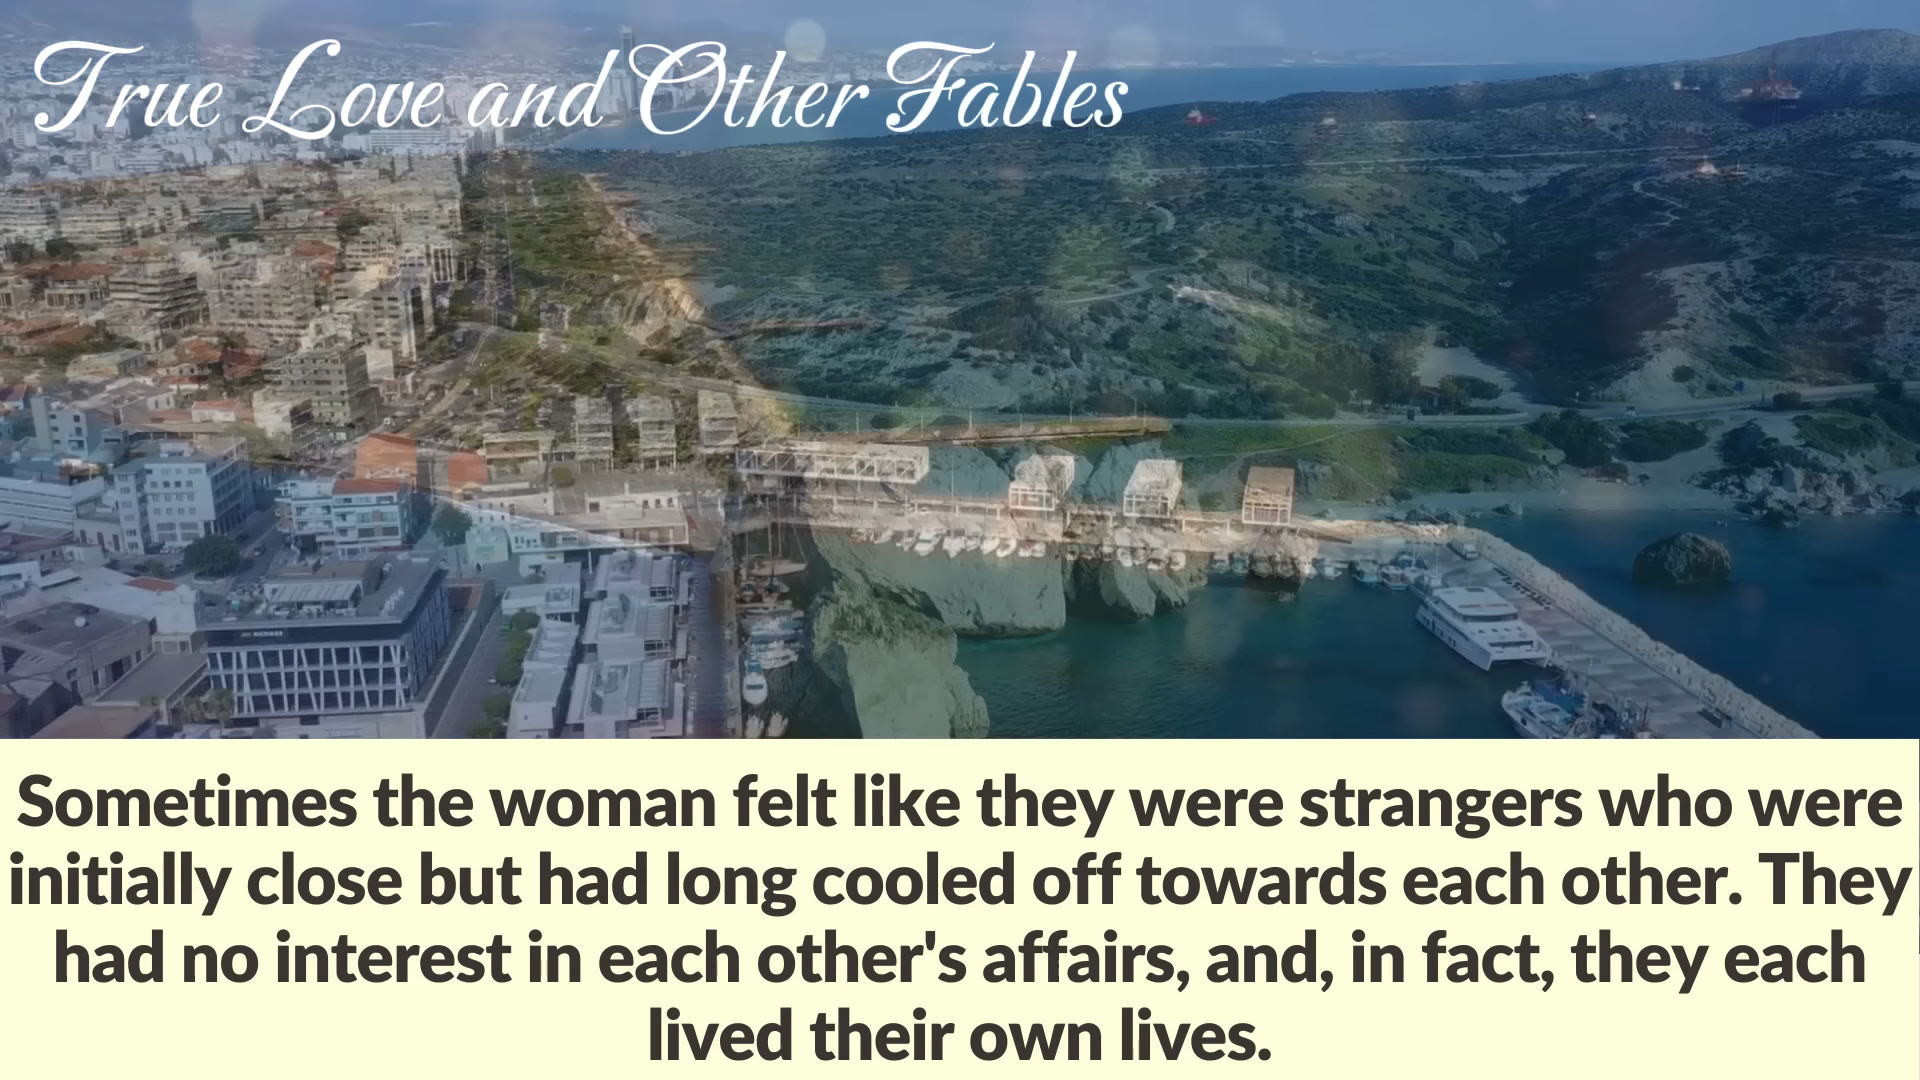 True Love and Other Fables
Sometimes the woman felt like they were strangers who were
initially close but had long cooled off towards each other. They
had no interest in each other's affairs, and, in fact, they each
lived their own lives.